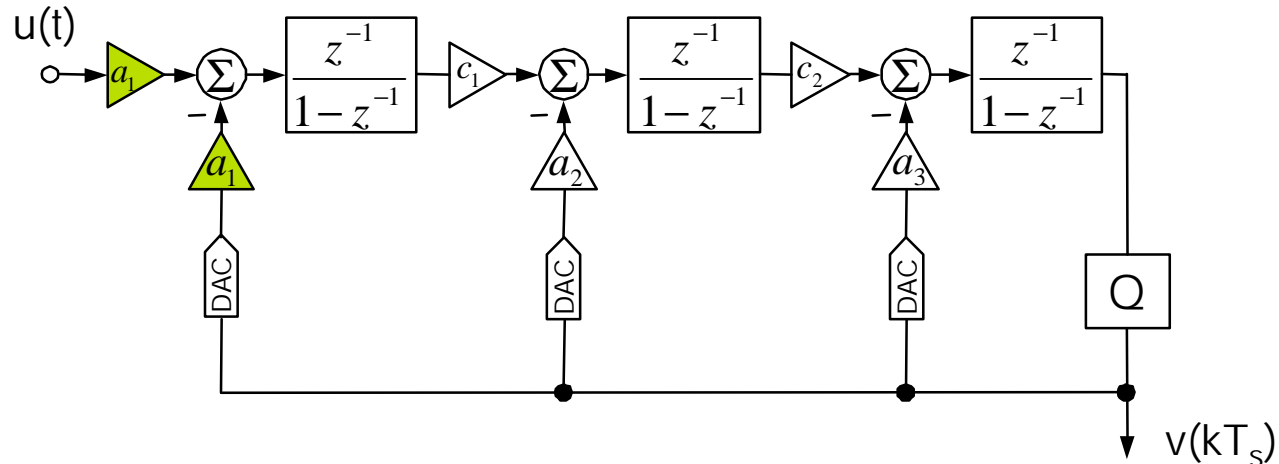 u(t)
a₁
Σ
z⁻¹
1 − z⁻¹
c₁
Σ
z⁻¹
1 − z⁻¹
c₂
Σ
z⁻¹
1 − z⁻¹
−
a₁
−
a₂
−
a₃
DAC
DAC
DAC
Q
v(kTₛ)